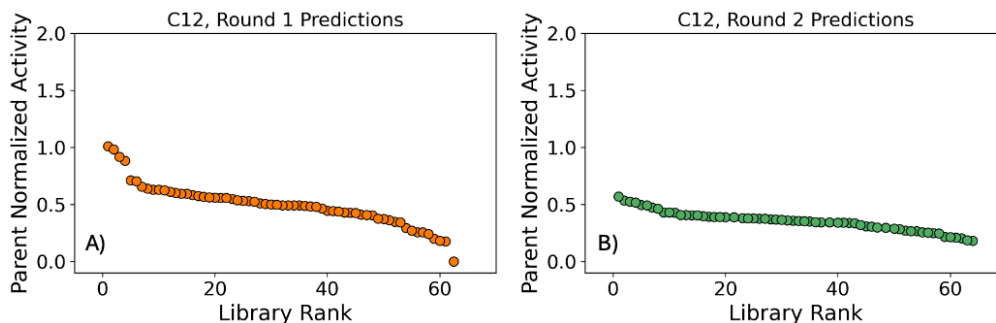 C12, Round 1 Predictions
Parent Normalized Activity
2.0
1.5
1.0
0.5
0.0
A)
0 20 40 60
Library Rank
C12, Round 2 Predictions
Parent Normalized Activity
2.0
1.5
1.0
0.5
0.0
B)
0 20 40 60
Library Rank